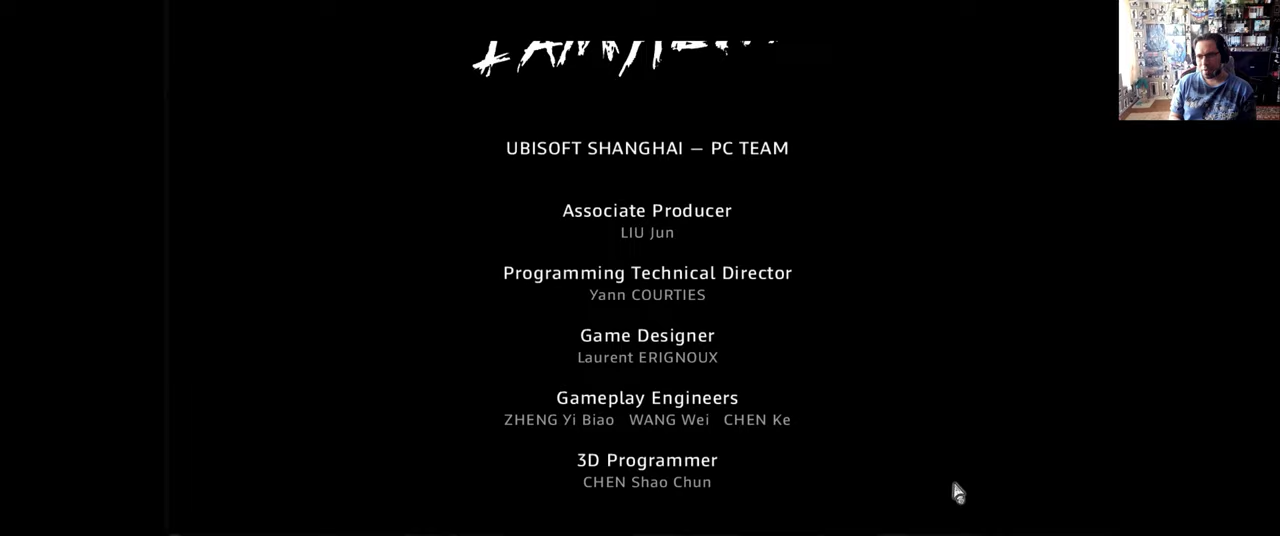 UBISOFT SHANGHAI — PC TEAM
Associate Producer
LIU Jun
Programming Technical Director
Yann COURTIES
Game Designer
Laurent ERIGNOUX
Gameplay Engineers
ZHENG Yi Biao WANG Wei CHEN Ke
3D Programmer
CHEN Shao Chun